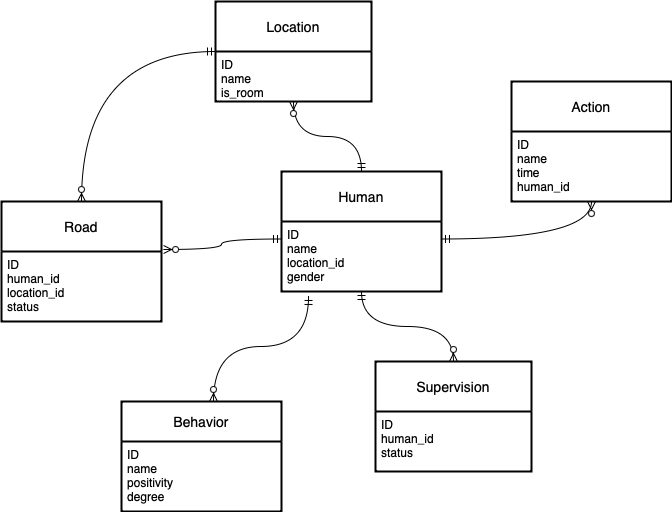 Location
ID
name
is_room
Action
ID
name
time
human_id
Human
ID
name
location_id
gender
Road
ID
human_id
location_id
status
Supervision
ID
human_id
status
Behavior
ID
name
positivity
degree